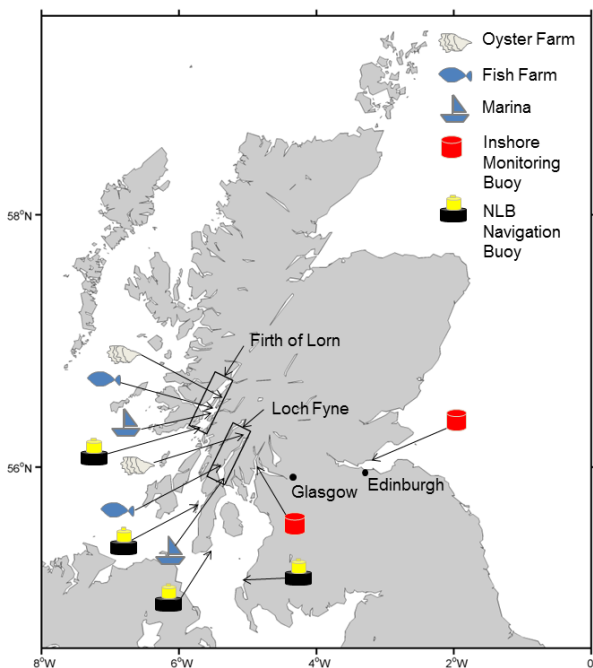 Oyster Farm
Fish Farm
Marina
Inshore
Monitoring
Buoy
NLB
Navigation
Buoy
58°N
Firth of Lorn
Loch Fyne
56°N
Glasgow
Edinburgh
8°W
6°W
4°W
2°W
0